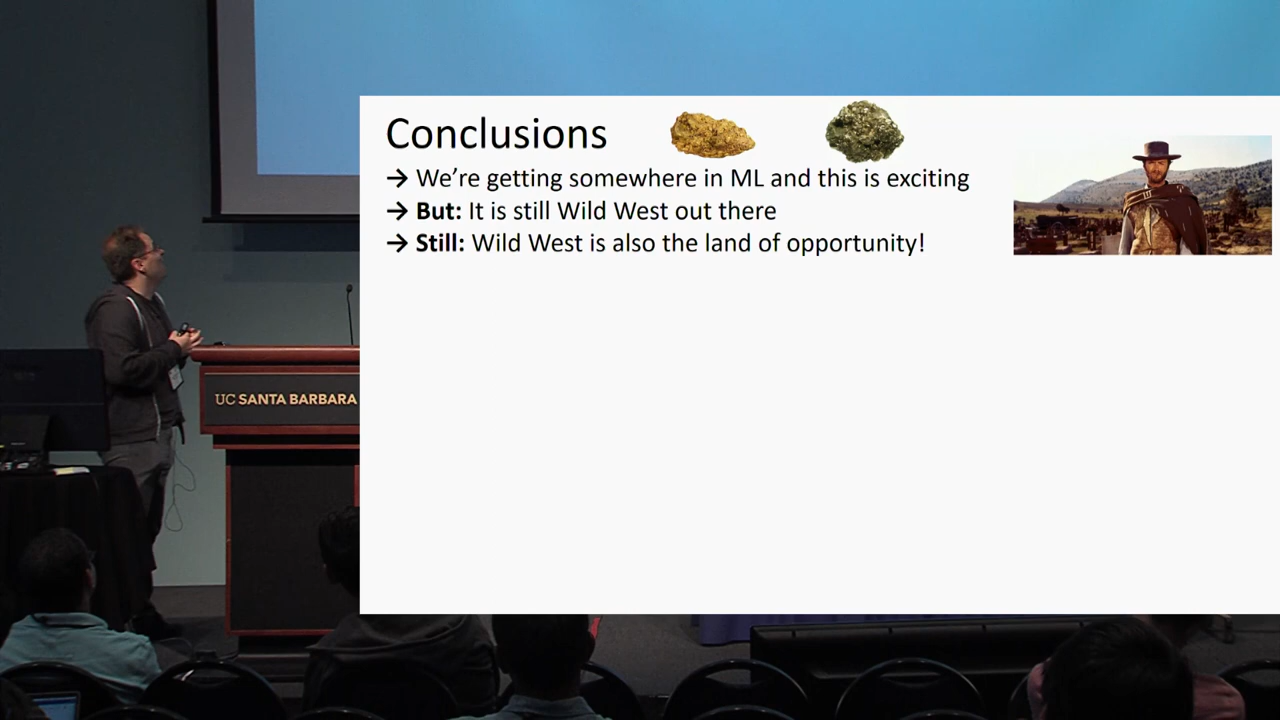 Conclusions
→ We're getting somewhere in ML and this is exciting
→ But: It is still Wild West out there
→ Still: Wild West is also the land of opportunity!
UC SANTA BARBARA